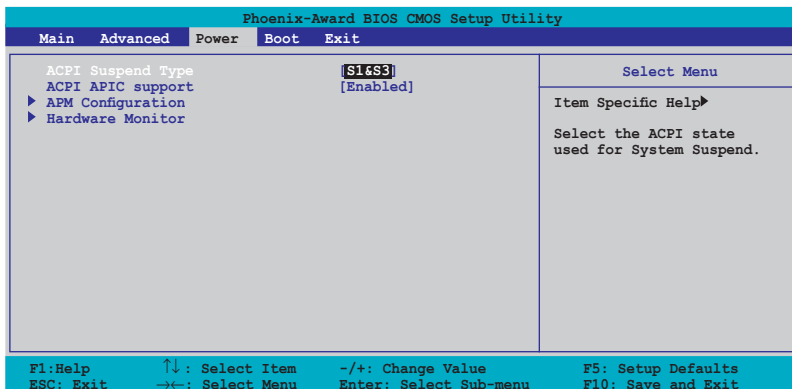 Phoenix-Award BIOS CMOS Setup Utility
Main Advanced Power Boot Exit
ACPI Suspend Type [S1&S3]
ACPI APIC support [Enabled]
APM Configuration
Hardware Monitor
Select Menu
Item Specific Help
Select the ACPI state
used for System Suspend.
F1:Help ↑↓: Select Item -/+: Change Value F5: Setup Defaults
ESC: Exit →←: Select Menu Enter: Select Sub-menu F10: Save and Exit